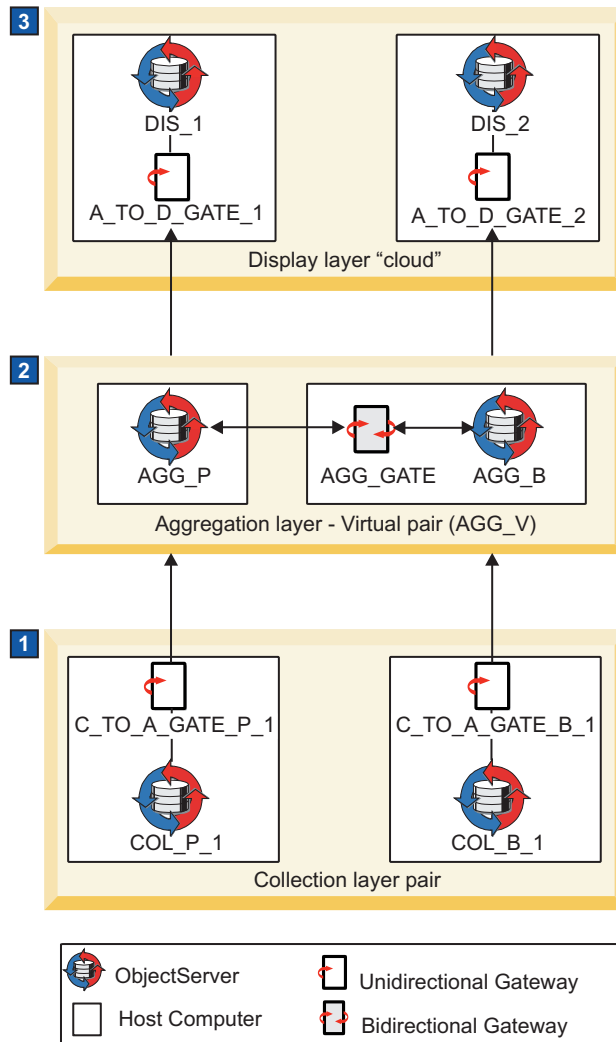 3
DIS_1
DIS_2
A_TO_D_GATE_1
A_TO_D_GATE_2
Display layer “cloud”
2
AGG_P
AGG_GATE
AGG_B
Aggregation layer - Virtual pair (AGG_V)
1
C_TO_A_GATE_P_1
C_TO_A_GATE_B_1
COL_P_1
COL_B_1
Collection layer pair
ObjectServer
Unidirectional Gateway
Host Computer
Bidirectional Gateway